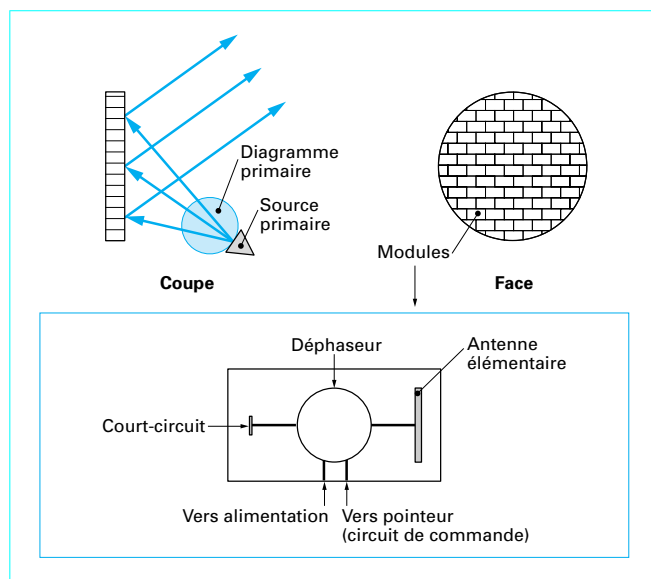 Diagramme
primaire
Source
primaire
Modules
Coupe
Face
Déphaseur
Antenne
élémentaire
Court-circuit
Vers alimentation
Vers pointeur
(circuit de commande)